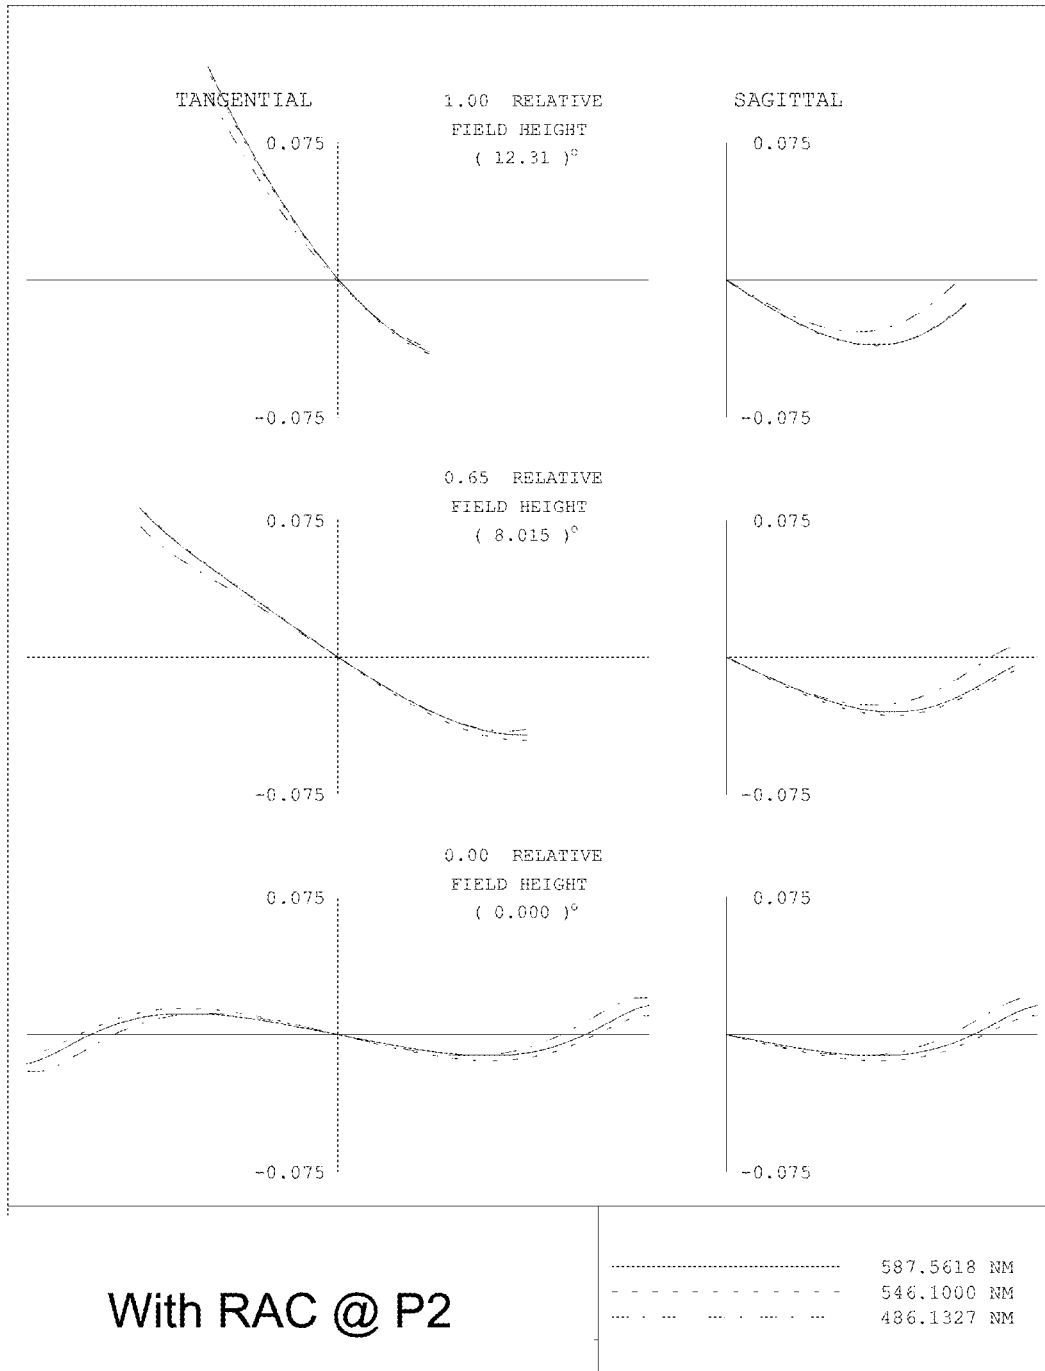 TANGENTIAL
1.00 RELATIVE
SAGITTAL
FIELD HEIGHT
0.075
0.075
( 12.31 )°
-0.075
-0.075
0.65 RELATIVE
FIELD HEIGHT
0.075
0.075
( 8.015 )°
-0.075
-0.075
0.00 RELATIVE
FIELD HEIGHT
0.075
0.075
( 0.000 )°
-0.075
-0.075
587.5618 NM
546.1000 NM
486.1327 NM
With RAC @ P2